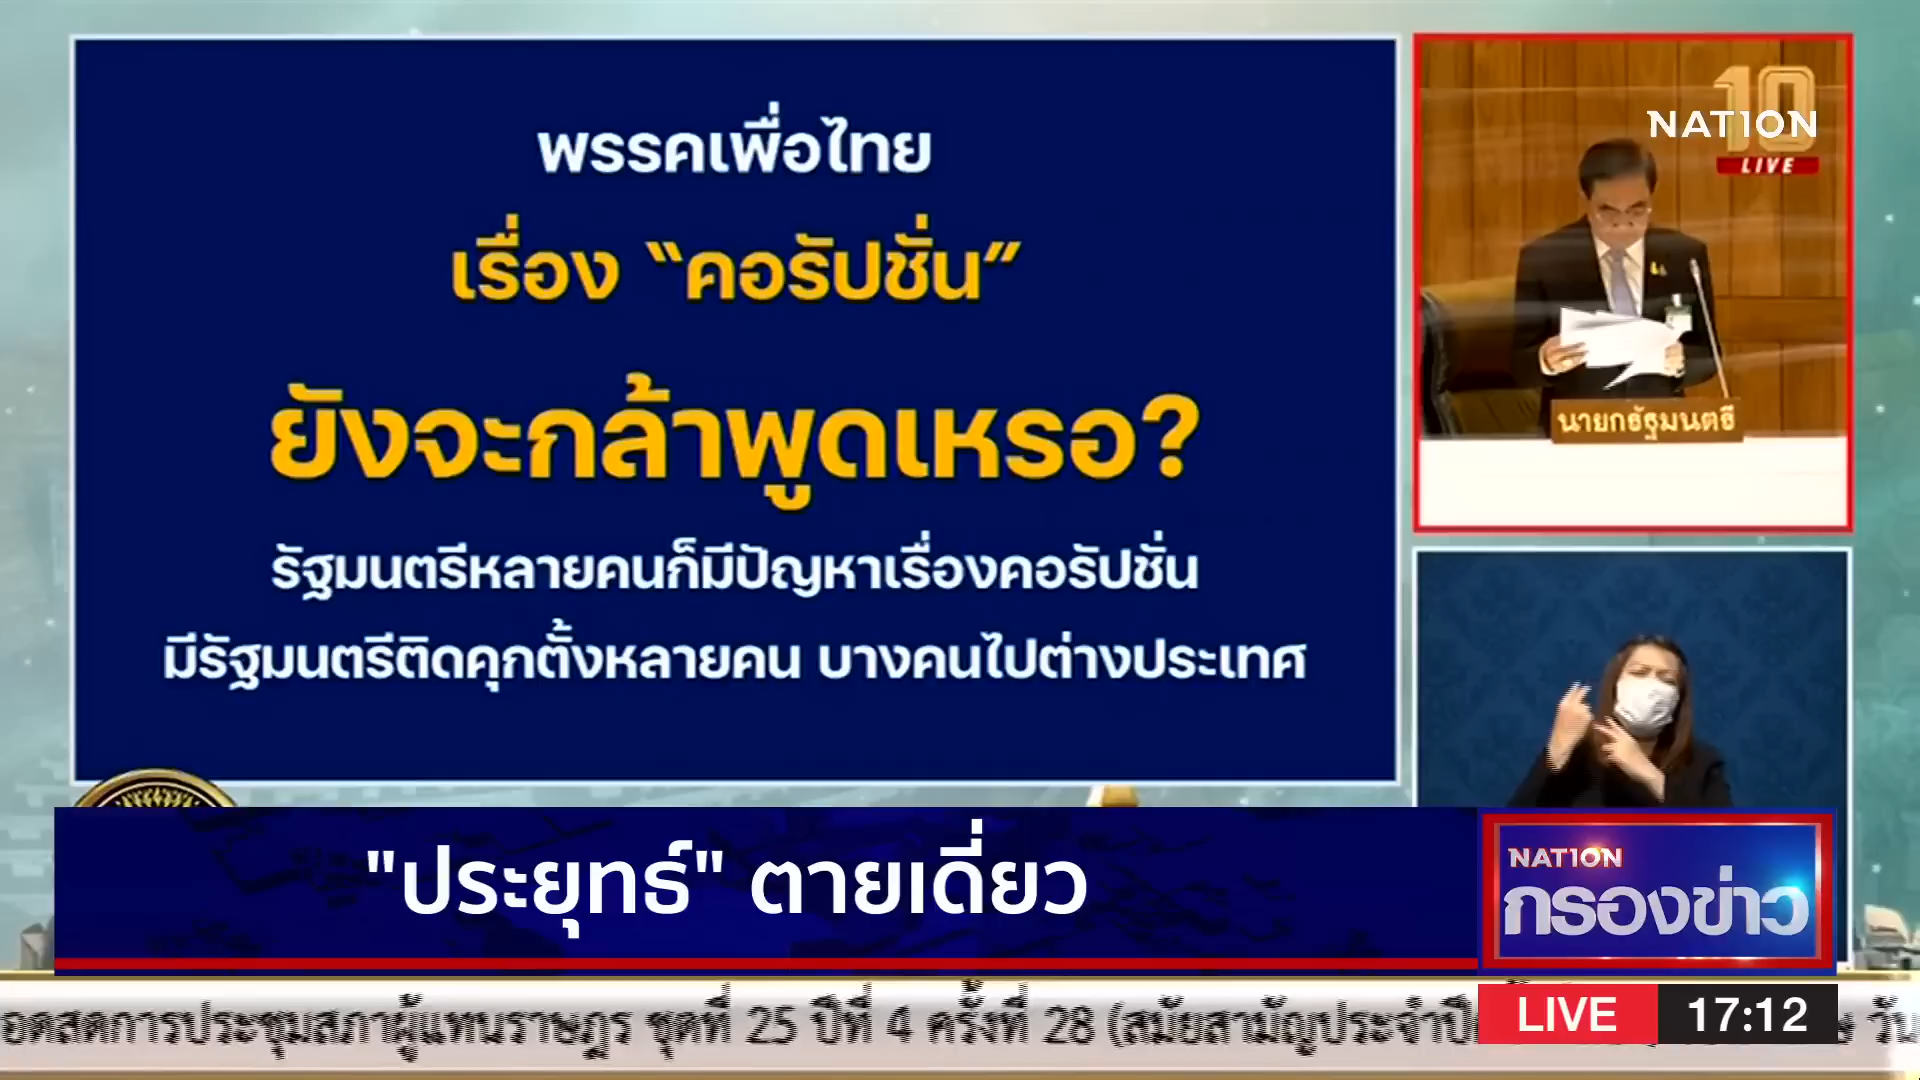 พรรคเพื่อไทย
เรื่อง “คอรัปชั่น”
ยังจะกล้าพูดเหรอ?
รัฐมนตรีหลายคนก็มีปัญหาเรื่องคอรัปชั่น
มีรัฐมนตรีติดคุกตั้งหลายคน บางคนไปต่างประเทศ
10
NATION
LIVE
นายกรัฐมนตรี
"ประยุทธ์" ตายเดี่ยว
NATION
กรองข่าว
การประชุมสภาผู้แทนราษฎร ชุดที่ 25 ปีที่ 4 ครั้งที่ 28 (สมัยสามัญประจำปี
LIVE 17:12